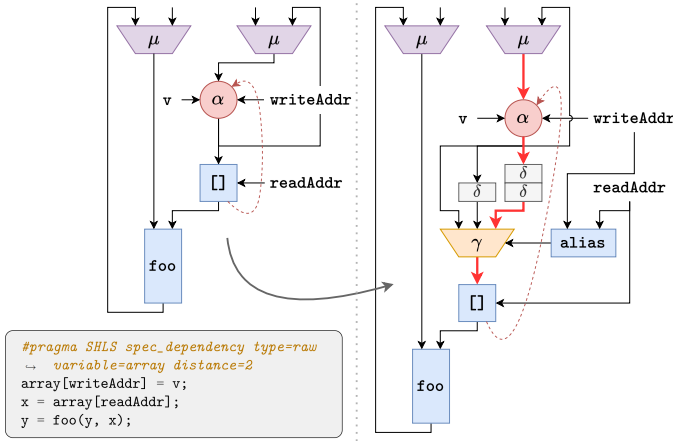 μ
μ
v
α
writeAddr
[]
readAddr
foo
#pragma SHLS spec_dependency type=raw
↪ variable=array distance=2
array[writeAddr] = v;
x = array[readAddr];
y = foo(y, x);
μ
μ
v
α
writeAddr
δ
δ
δ
readAddr
γ
alias
[]
foo